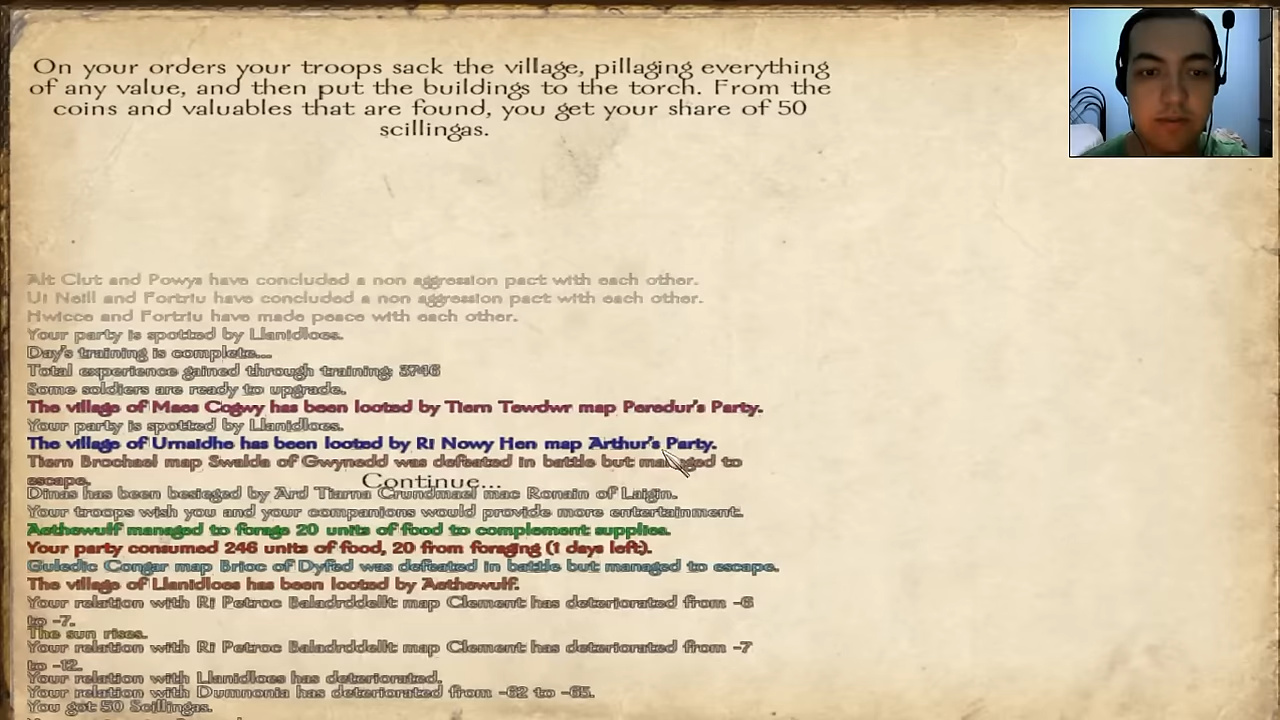 On your orders your troops sack the village, pillaging everything
of any value, and then put the buildings to the torch. From the
coins and valuables that are found, you get your share of 50
scillingas.
Alt Clut and Powys have concluded a non aggression pact with each other.
Ui Neill and Fortriu have concluded a non aggression pact with each other.
Hwicce and Fortriu have made peace with each other.
Your party is spotted by Llanidloes.
Day's training is complete...
Total experience gained through training: 3746
Some soldiers are ready to upgrade.
The village of Maes Cogwy has been looted by Tiern Tewdwr map Peredur's Party.
Your party is spotted by Llanidloes.
The village of Urnaidhe has been looted by Ri Nowy Hen map Arthur's Party.
Tiern Brochael map Swalda of Gwynedd was defeated in battle but managed to
escape.
Continue...
Dinas has been besieged by Ard Tiarna Crundmael mac Ronain of Laigin.
Your troops wish you and your companions would provide more entertainment.
Aethewulf managed to forage 20 units of food to complement supplies.
Your party consumed 246 units of food, 20 from foraging (1 days left).
Guledic Congar map Brioc of Dyfed was defeated in battle but managed to escape.
The village of Llanidloes has been looted by Aethewulf.
Your relation with Ri Petroc Baladrddellt map Clement has deteriorated from -6
to -7.
The sun rises.
Your relation with Ri Petroc Baladrddellt map Clement has deteriorated from -7
to -12.
Your relation with Llanidloes has deteriorated.
Your relation with Dumnonia has deteriorated from -62 to -65.
You got 50 Scillingas.